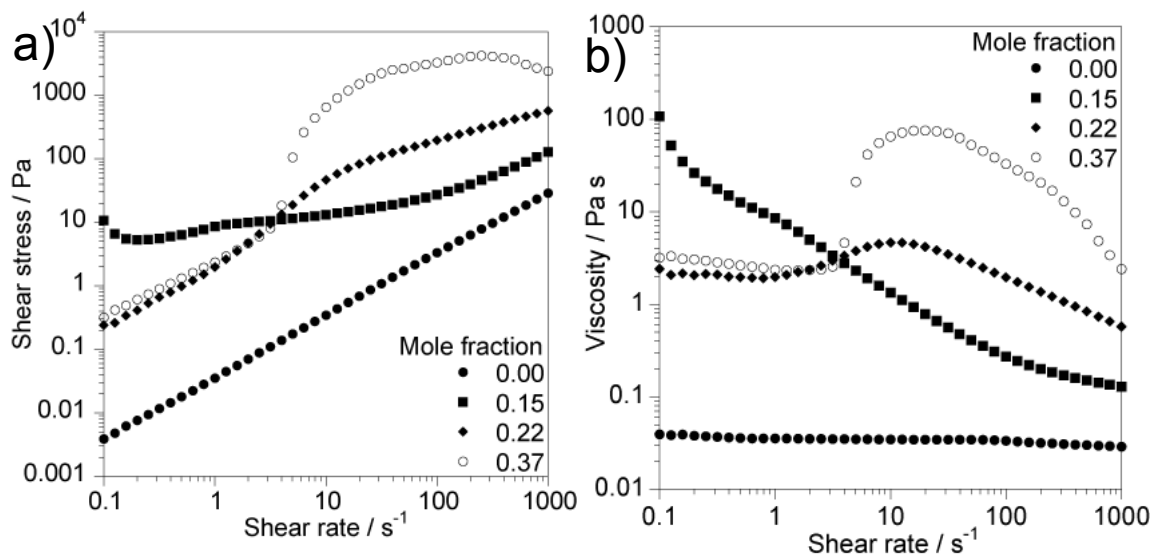 a)
Shear stress / Pa
10⁴
1000
100
10
1
0.1
0.01
0.001
0.1 1 10 100 1000
Shear rate / s⁻¹
Mole fraction
0.00
0.15
0.22
0.37
b)
Viscosity / Pa s
1000
100
10
1
0.1
0.01
0.1 1 10 100 1000
Shear rate / s⁻¹
Mole fraction
0.00
0.15
0.22
0.37